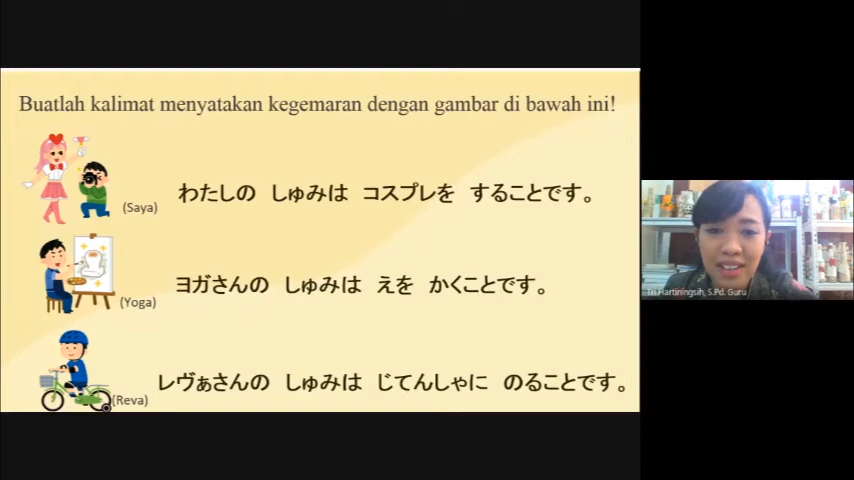 Buatlah kalimat menyatakan kegemaran dengan gambar di bawah ini!
(Saya) わたしの しゅみは コスプレを することです。
(Yoga) ヨガさんの しゅみは えを かくことです。
(Reva) レヴぁさんの しゅみは じてんしゃに のることです。
Tri Hartiningsih, S.Pd. Guru